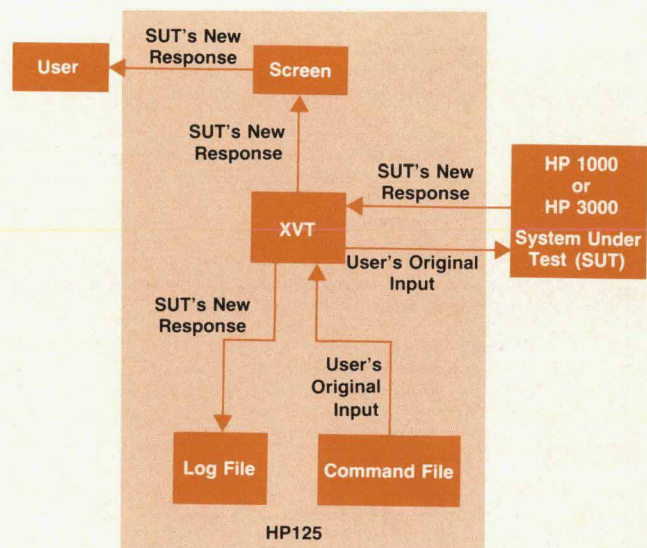 SUT's New
Response
User
Screen
SUT's New
Response
SUT's New
Response
HP 1000
or
HP 3000
System Under
Test (SUT)
XVT
User's Original
Input
SUT's New
Response
User's
Original
Input
Log File
Command File
HP125